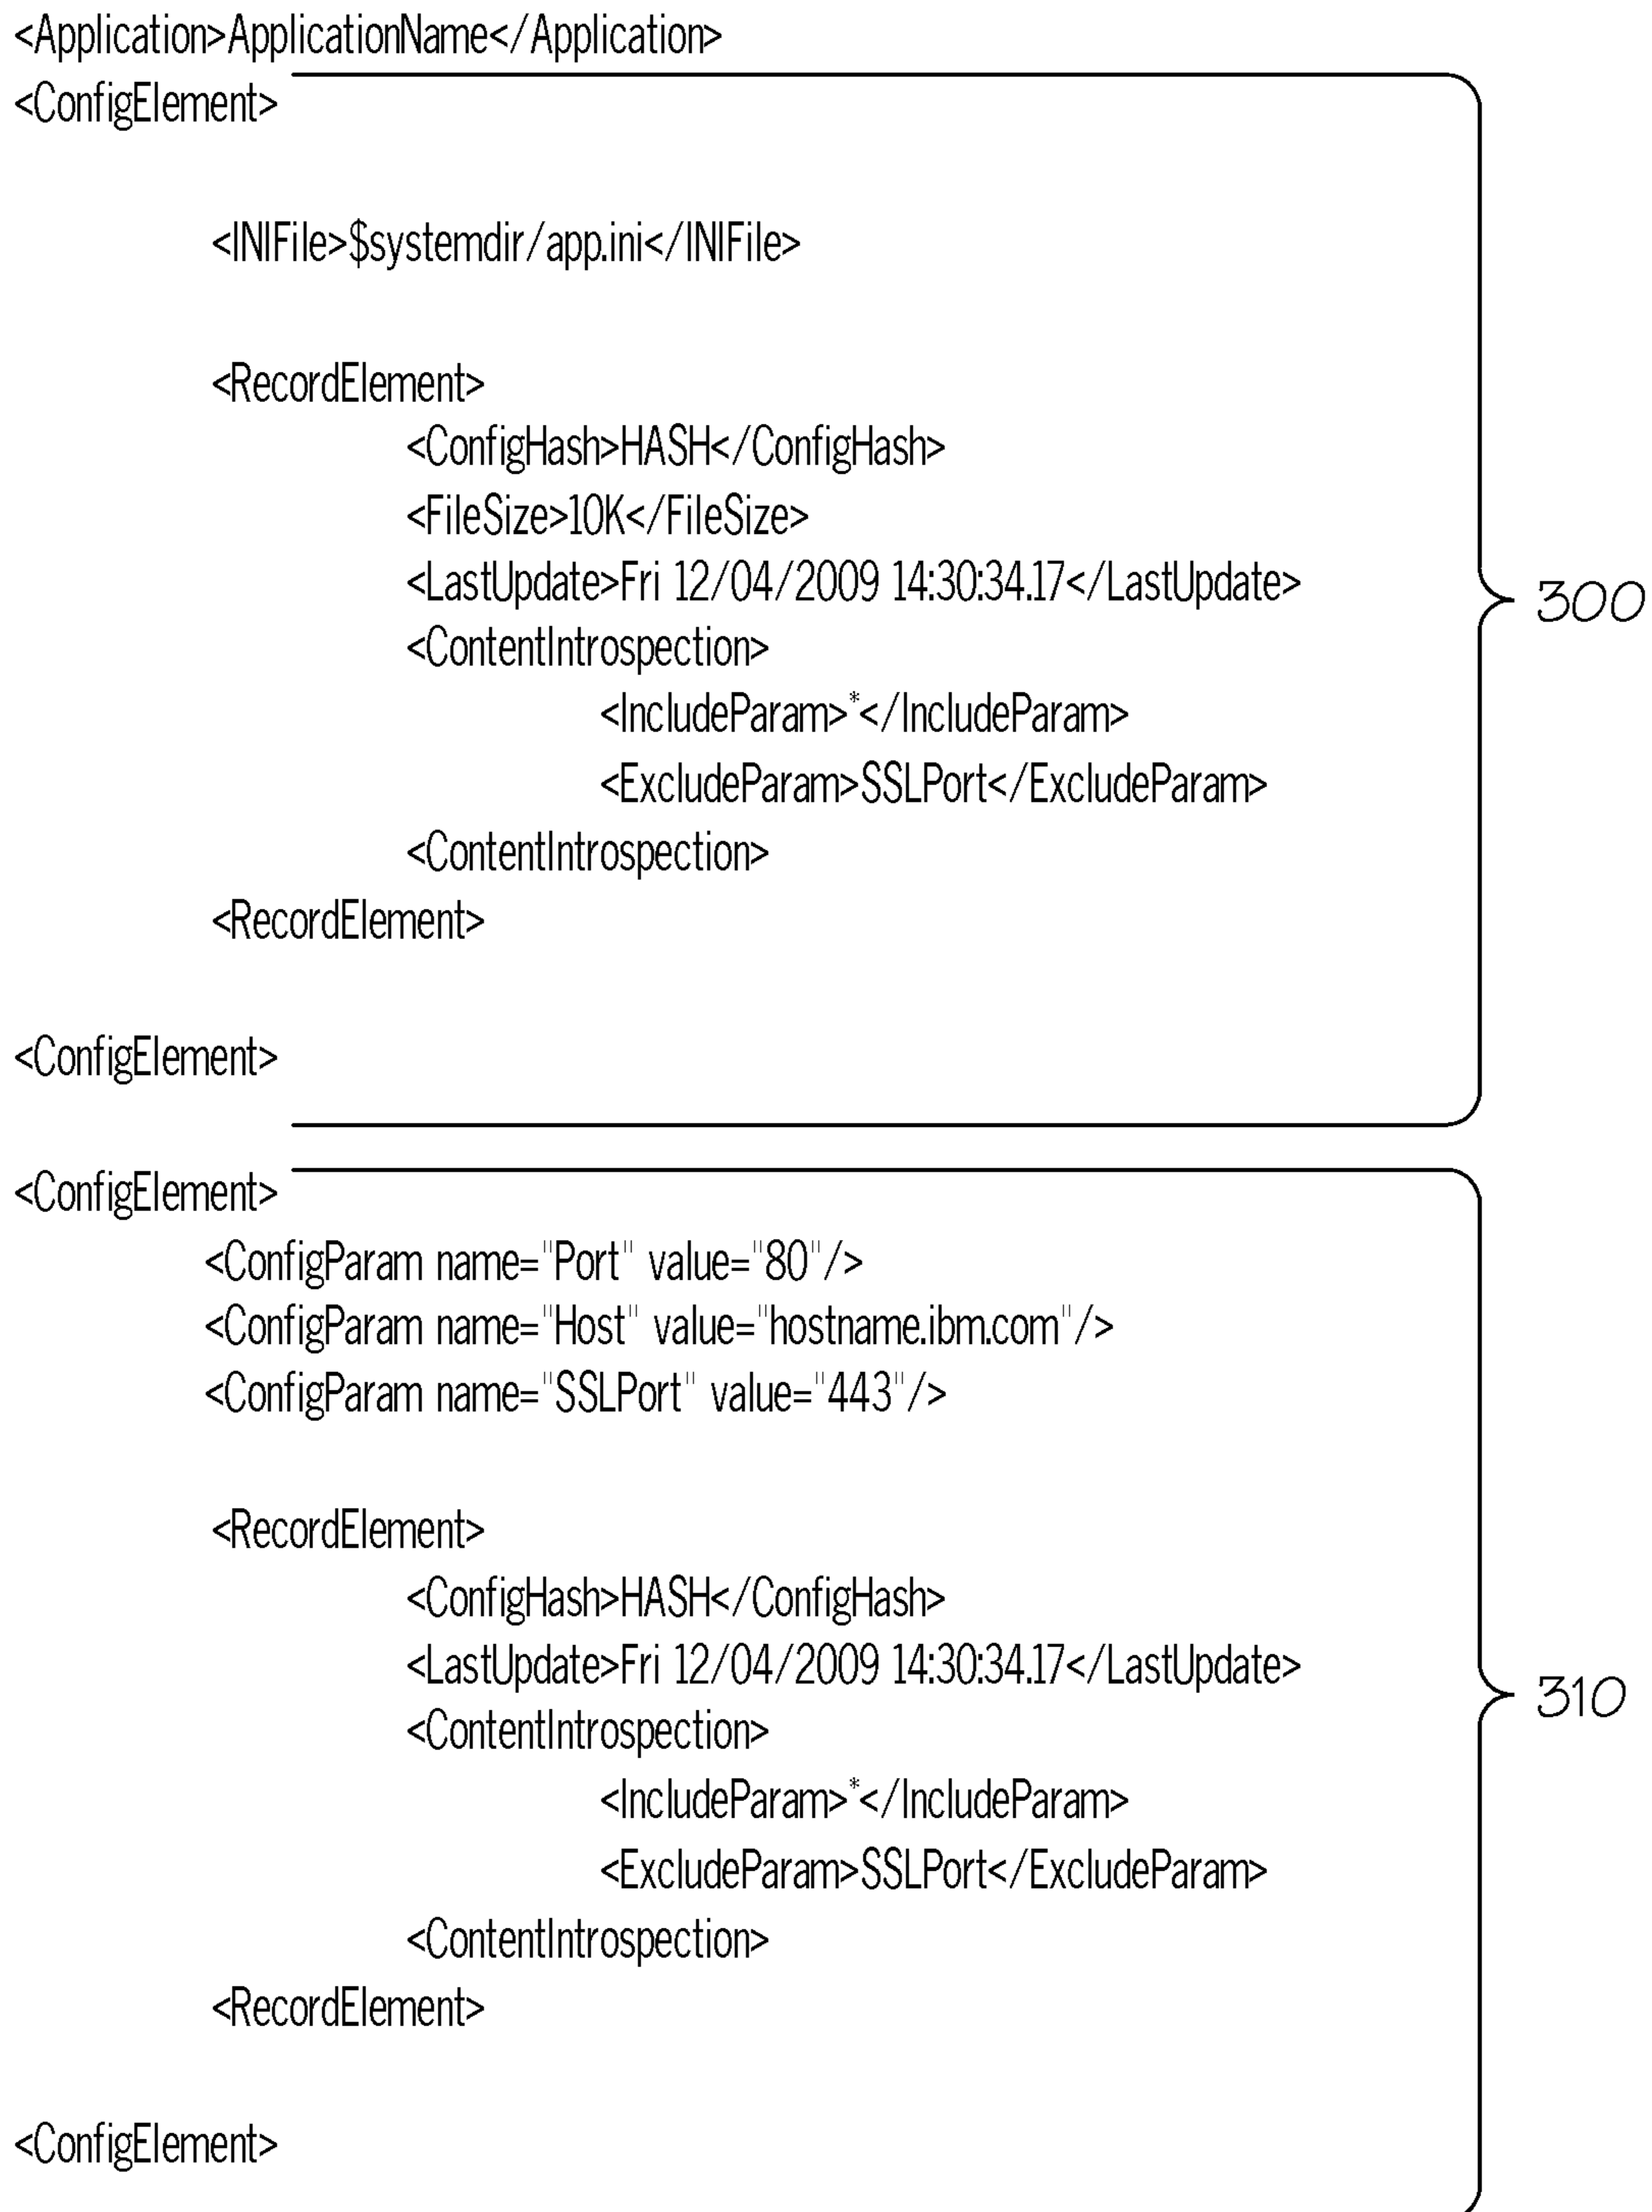 <Application>ApplicationName</Application>
<ConfigElement>
<INIFile>$systemdir/app.ini</INIFile>
<RecordElement>
<ConfigHash>HASH</ConfigHash>
<FileSize>10K</FileSize>
<LastUpdate>Fri 12/04/2009 14:30:34.17</LastUpdate>
<ContentIntrospection>
<IncludeParam>*</IncludeParam>
<ExcludeParam>SSLPort</ExcludeParam>
<ContentIntrospection>
<RecordElement>
<ConfigElement>
300
<ConfigElement>
<ConfigParam name="Port" value="80"/>
<ConfigParam name="Host" value="hostname.ibm.com"/>
<ConfigParam name="SSLPort" value="443"/>
<RecordElement>
<ConfigHash>HASH</ConfigHash>
<LastUpdate>Fri 12/04/2009 14:30:34.17</LastUpdate>
<ContentIntrospection>
<IncludeParam>*</IncludeParam>
<ExcludeParam>SSLPort</ExcludeParam>
<ContentIntrospection>
<RecordElement>
<ConfigElement>
310